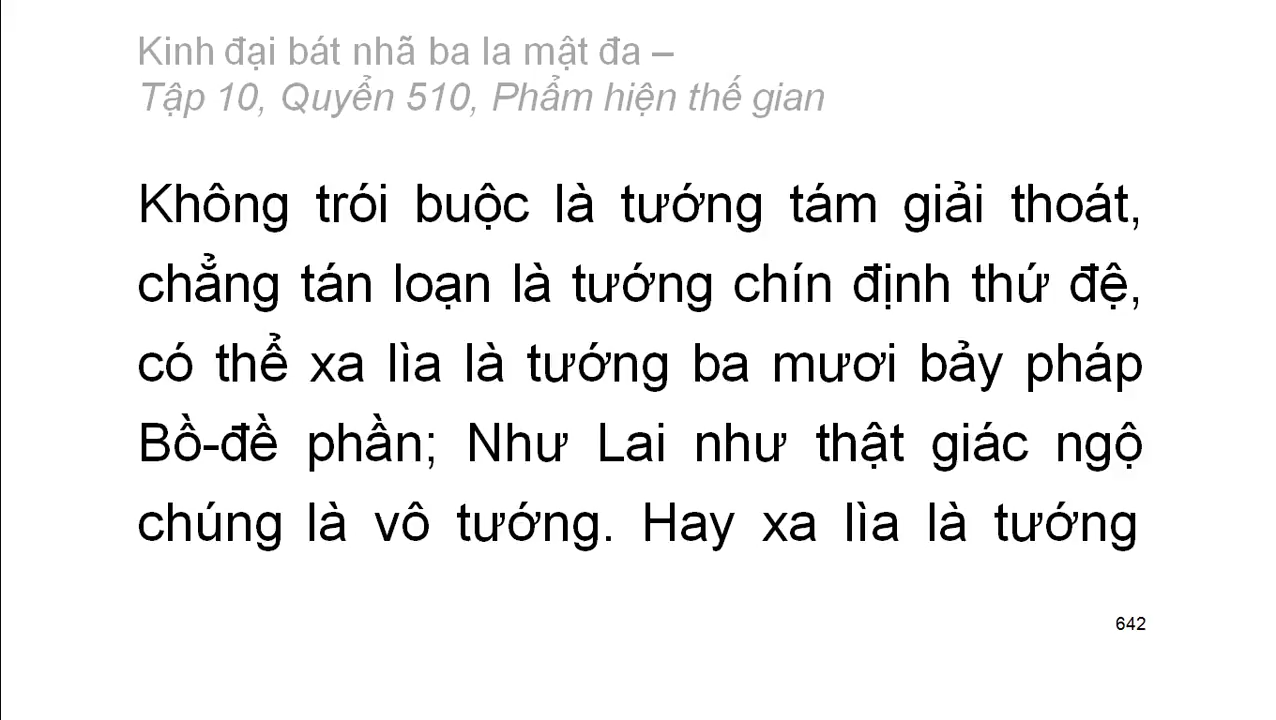 Kinh đại bát nhã ba la mật đa –
Tập 10, Quyển 510, Phẩm hiện thế gian
Không trói buộc là tướng tám giải thoát,
chẳng tán loạn là tướng chín định thứ đệ,
có thể xa lìa là tướng ba mươi bảy pháp
Bồ-đề phần; Như Lai như thật giác ngộ
chúng là vô tướng. Hay xa lìa là tướng
642